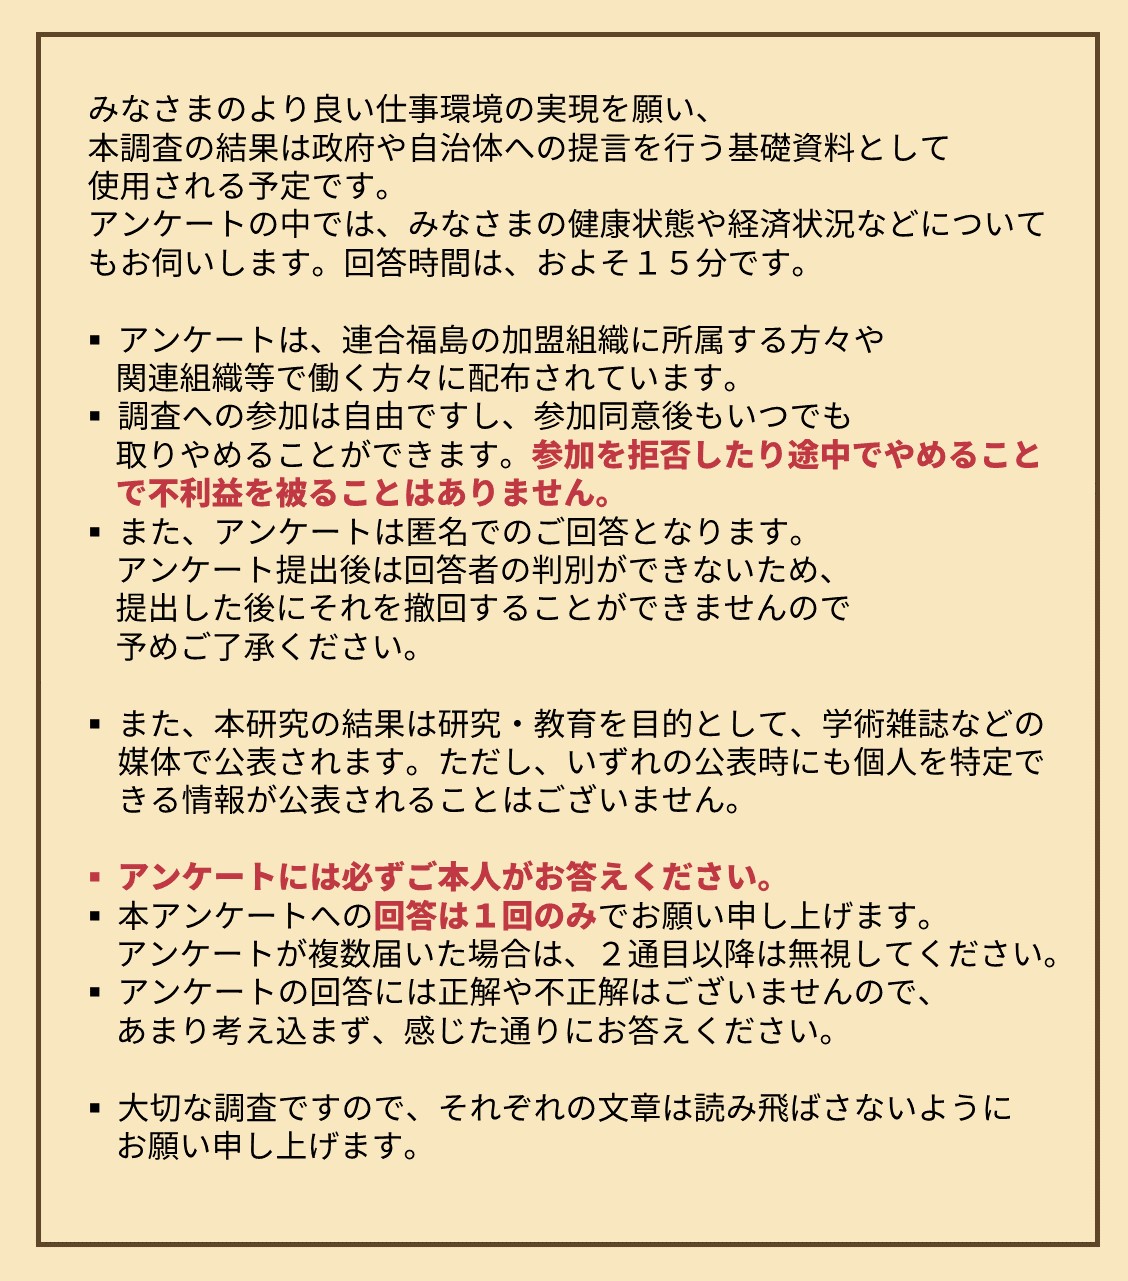 みなさまのより良い仕事環境の実現を願い、
本調査の結果は政府や自治体への提言を行う基礎資料として
使用される予定です。
アンケートの中では、みなさまの健康状態や経済状況などについて
もお伺いします。回答時間は、およそ１５分です。
▪ アンケートは、連合福島の加盟組織に所属する方々や
関連組織等で働く方々に配布されています。
▪ 調査への参加は自由ですし、参加同意後もいつでも
取りやめることができます。参加を拒否したり途中でやめること
で不利益を被ることはありません。
▪ また、アンケートは匿名でのご回答となります。
アンケート提出後は回答者の判別ができないため、
提出した後にそれを撤回することができませんので
予めご了承ください。
▪ また、本研究の結果は研究・教育を目的として、学術雑誌などの
媒体で公表されます。ただし、いずれの公表時にも個人を特定で
きる情報が公表されることはございません。
▪ アンケートには必ずご本人がお答えください。
▪ 本アンケートへの回答は１回のみでお願い申し上げます。
アンケートが複数届いた場合は、２通目以降は無視してください。
▪ アンケートの回答には正解や不正解はございませんので、
あまり考え込まず、感じた通りにお答えください。
▪ 大切な調査ですので、それぞれの文章は読み飛ばさないように
お願い申し上げます。